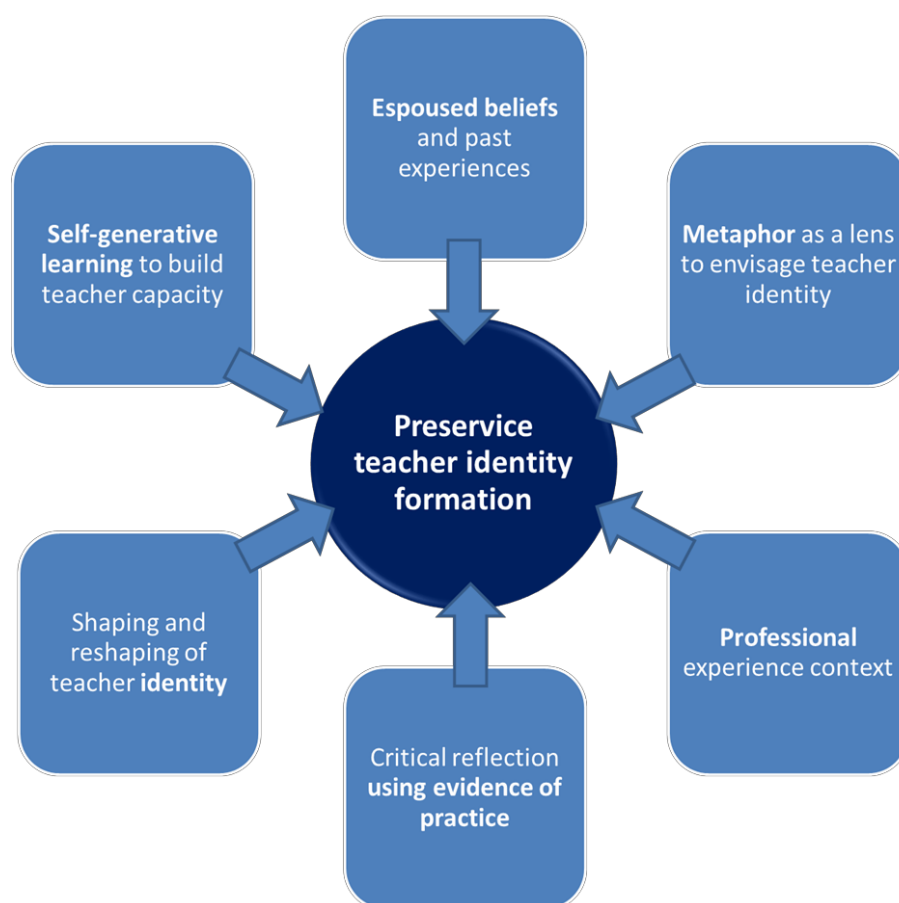 Espoused beliefs
and past
experiences
Self-generative
learning to build
teacher capacity
Metaphor as a lens
to envisage teacher
identity
Preservice
teacher identity
formation
Shaping and
reshaping of
teacher identity
Professional
experience context
Critical reflection
using evidence of
practice